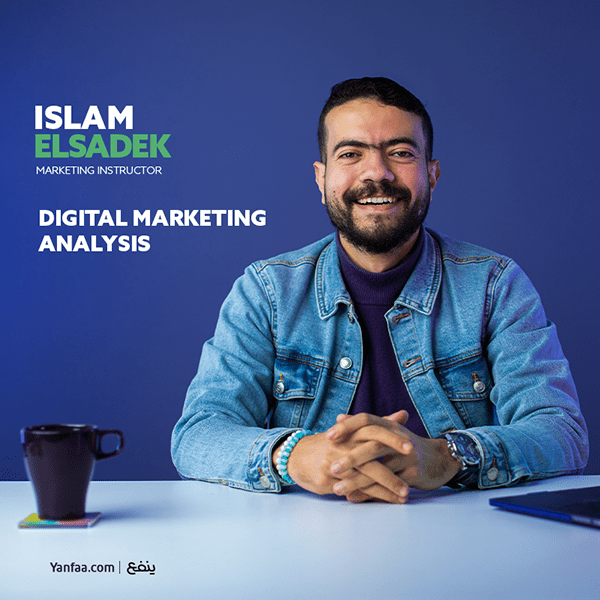 ISLAM
ELSADEK
MARKETING INSTRUCTOR
DIGITAL MARKETING
ANALYSIS
Yanfaa.com | ينفع